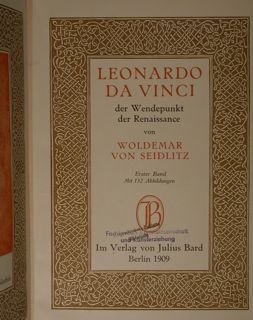 LEONARDO
DA VINCI
der Wendepunkt
der Renaissance
von
WOLDEMAR
VON SEIDLITZ
Erster Band
Mit 132 Abbildungen
JB
und Kunsterziehung
Im Verlag von Julius Bard
Berlin 1909